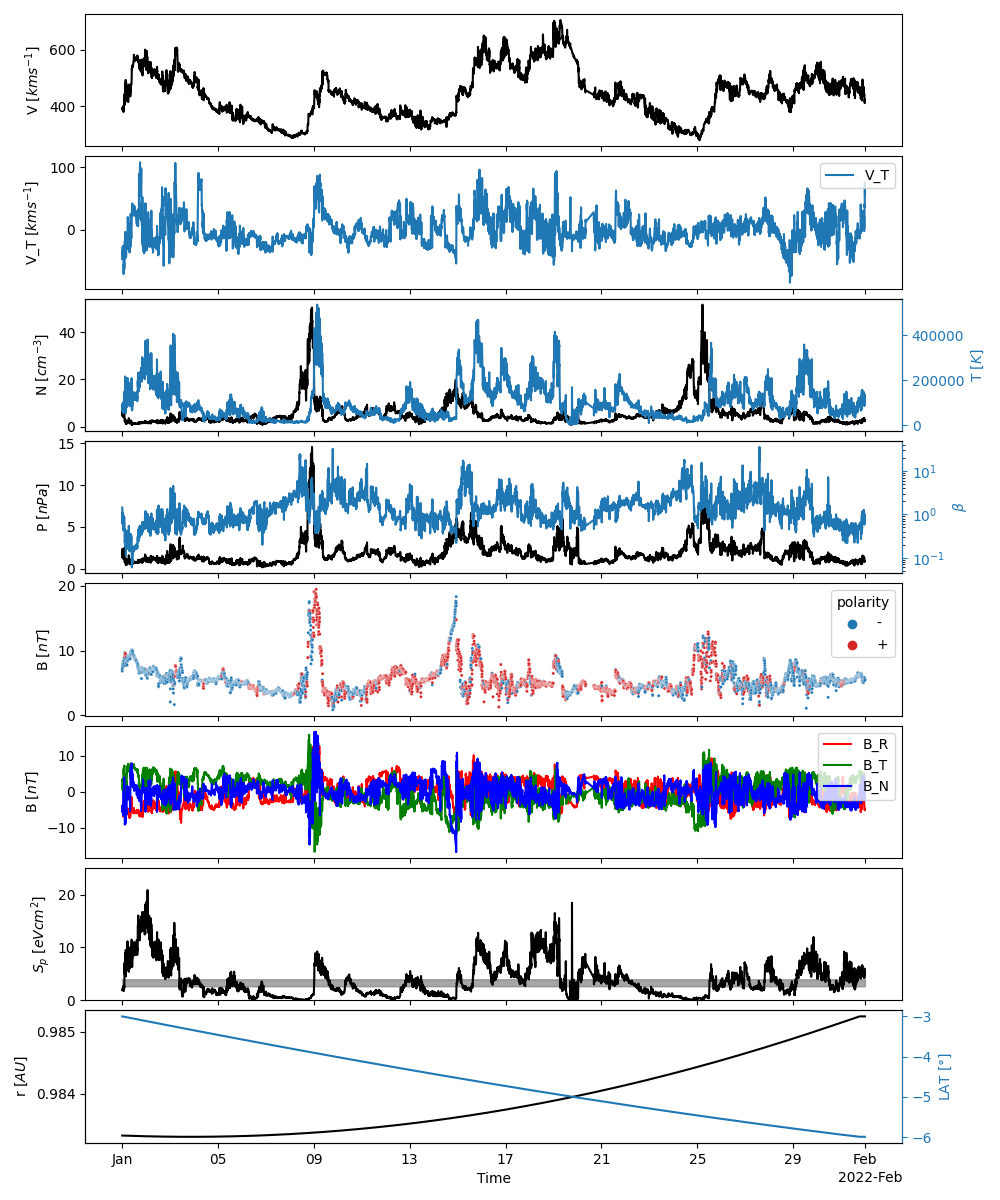 V [kms⁻¹]
600
400
V_T [kms⁻¹]
100
0
V_T
N [cm⁻³]
40
20
0
400000
200000
0
T [K]
P [nPa]
15
10
5
0
10¹
10⁰
10⁻¹
β
B [nT]
20
10
0
polarity
-
+
B [nT]
10
0
−10
B_R
B_T
B_N
Sₚ [eVcm²]
20
10
0
r [AU]
0.985
0.984
−3
−4
−5
−6
LAT [°]
Jan 05 09 13 17 21 25 29 Feb
Time
2022-Feb